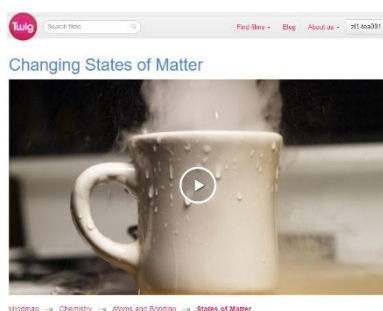 Twig
Search films
Find films
Blog
About us
Changing States of Matter
Mindmap → Chemistry → Atoms and Bonding → States of Matter